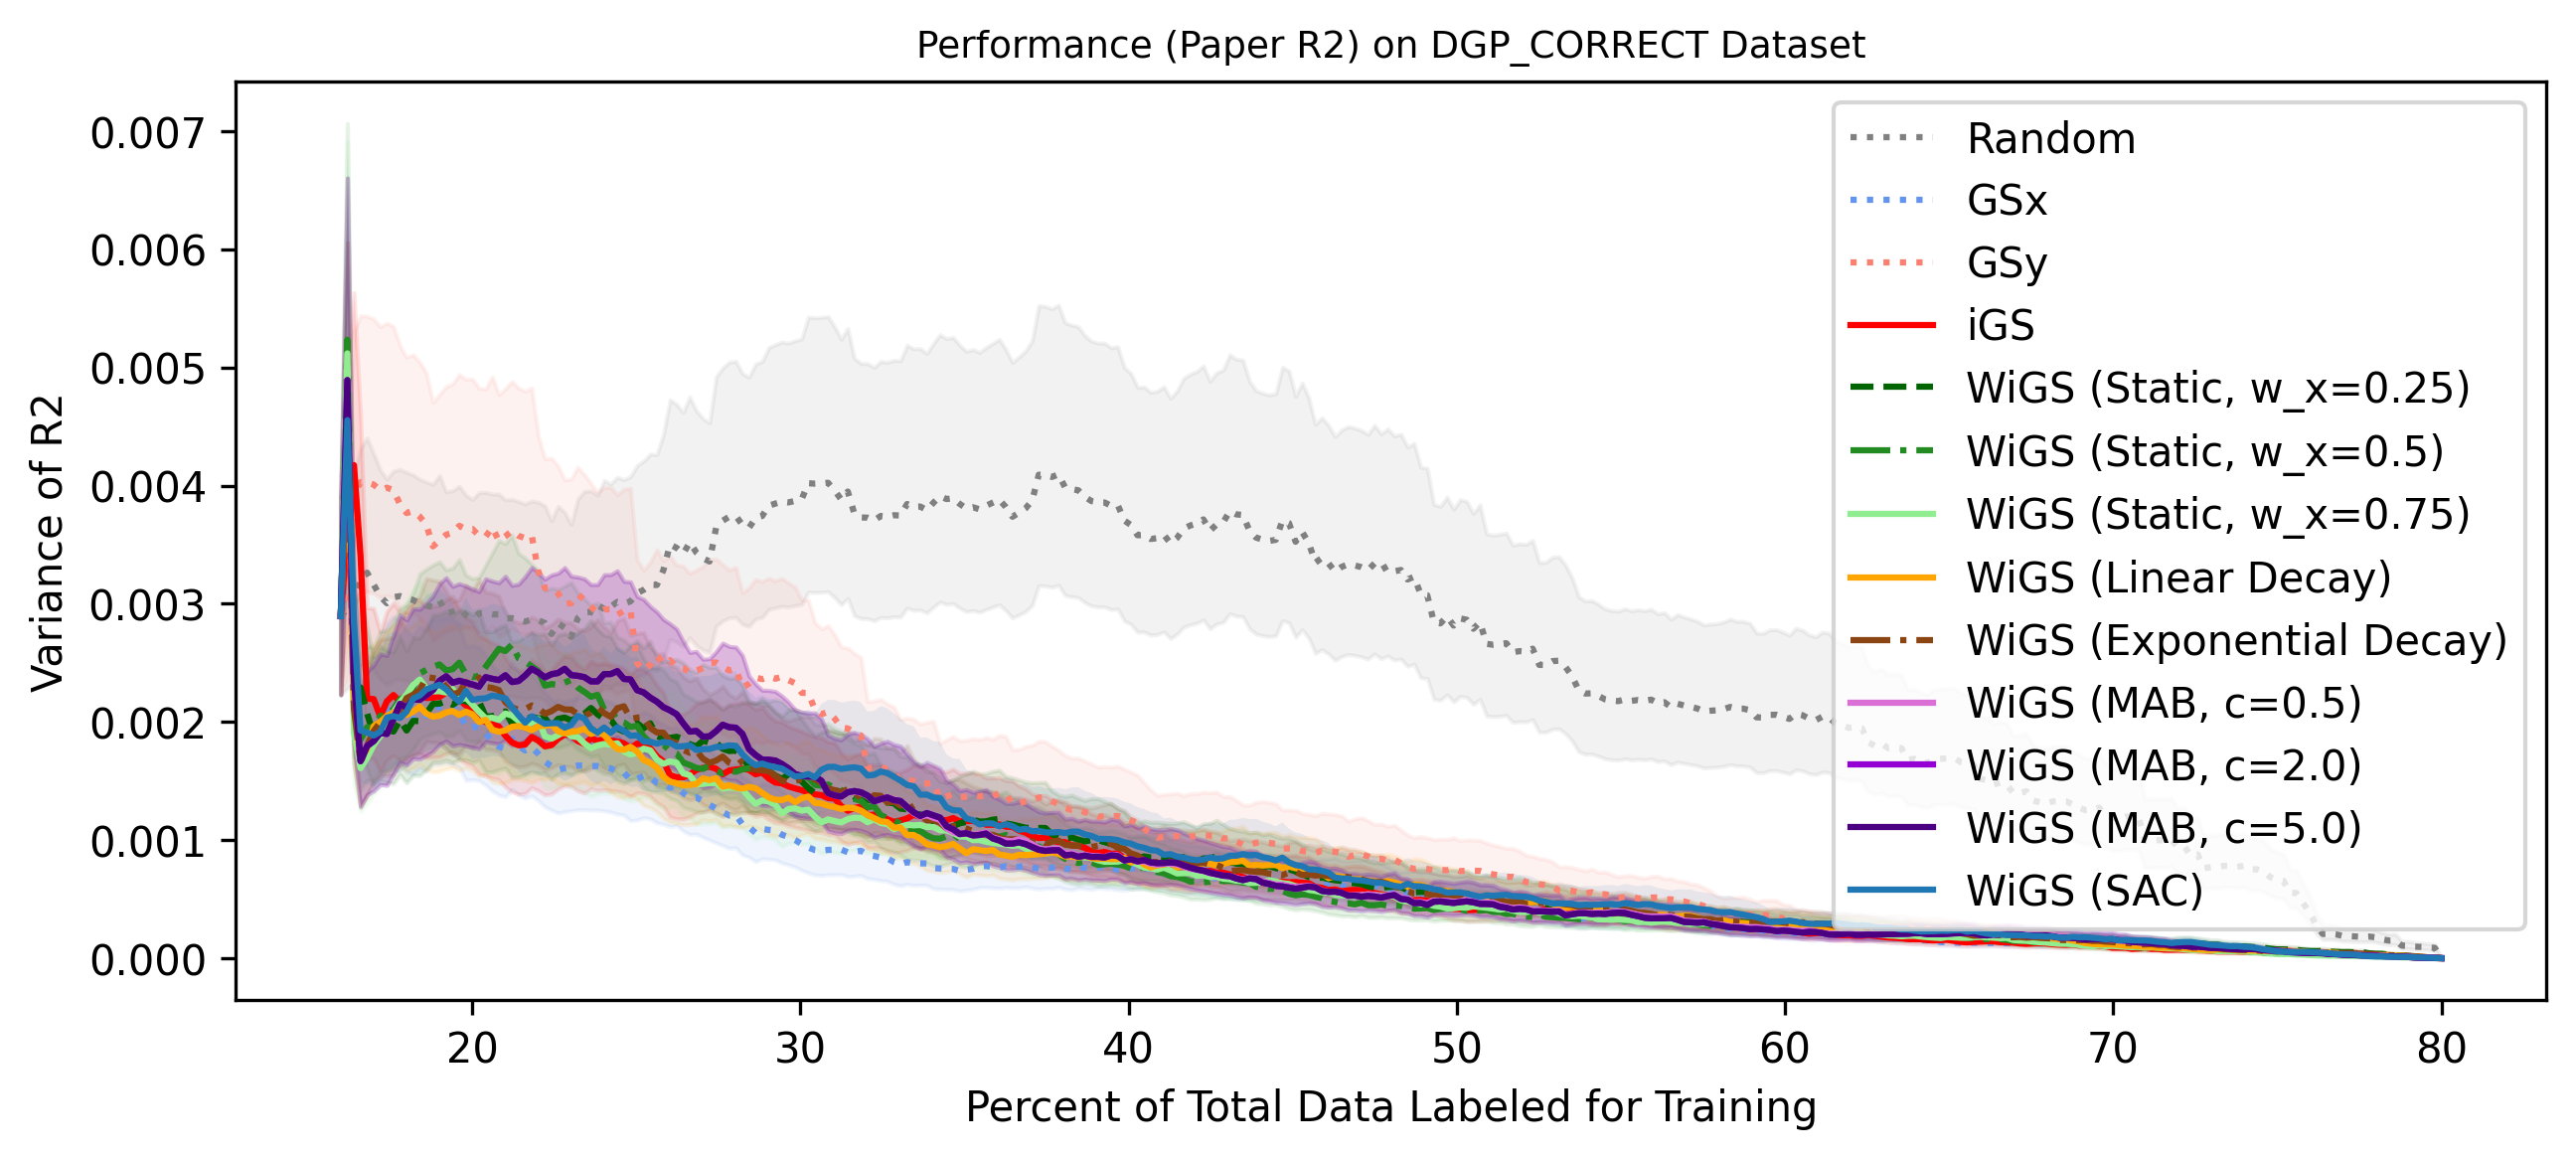 Performance (Paper R2) on DGP_CORRECT Dataset
Variance of R2
0.007
0.006
0.005
0.004
0.003
0.002
0.001
0.000
Random
GSx
GSy
iGS
WiGS (Static, w_x=0.25)
WiGS (Static, w_x=0.5)
WiGS (Static, w_x=0.75)
WiGS (Linear Decay)
WiGS (Exponential Decay)
WiGS (MAB, c=0.5)
WiGS (MAB, c=2.0)
WiGS (MAB, c=5.0)
WiGS (SAC)
20 30 40 50 60 70 80
Percent of Total Data Labeled for Training